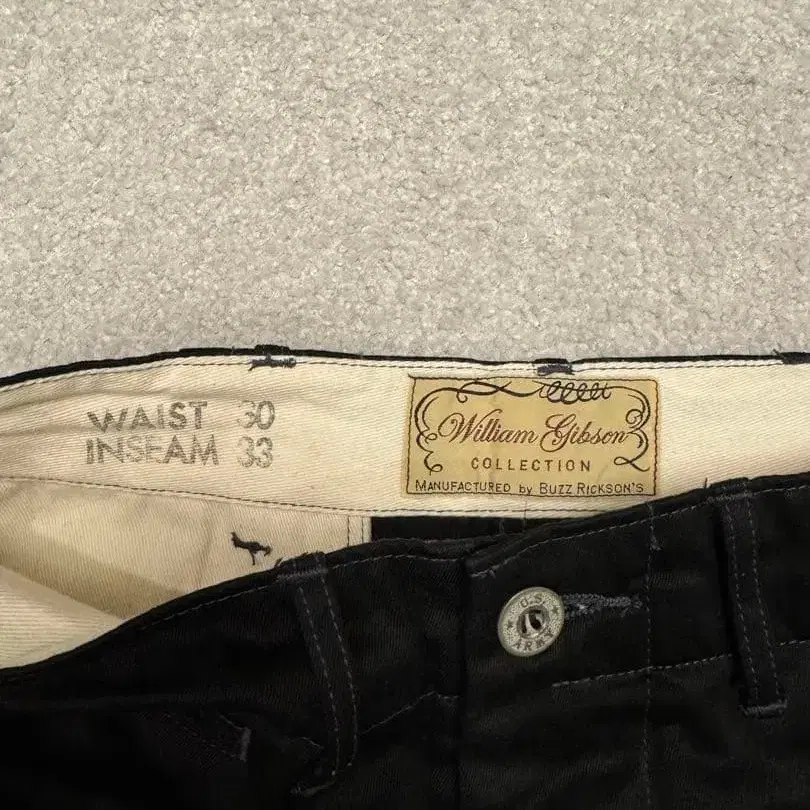 WAIST 30
INSEAM 33
William Gibson
COLLECTION
MANUFACTURED by BUZZ RICKSON'S
U.S.
ARMY